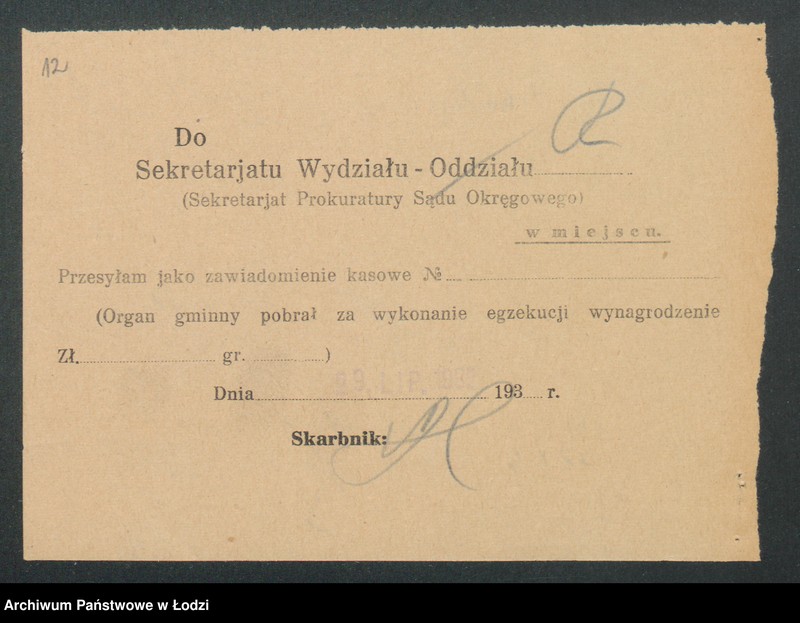 12
Do
Sekretarjatu Wydziału - Oddziału
(Sekretarjat Prokuratury Sądu Okręgowego)
w miejscu.
Przesyłam jako zawiadomienie kasowe №
(Organ gminny pobrał za wykonanie egzekucji wynagrodzenie
Zł. gr. )
Dnia 193 r.
Skarbnik:
Archiwum Państwowe w Łodzi